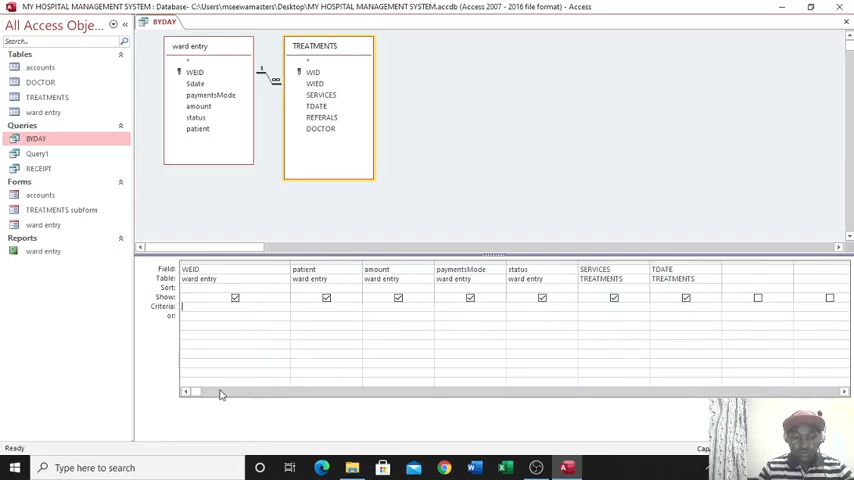 MY HOSPITAL MANAGEMENT SYSTEM : Database- C:\Users\mseewamasters\Desktop\MY HOSPITAL MANAGEMENT SYSTEM.accdb (Access 2007 - 2016 file format) - Access
All Access Obje...
BYDAY
Search...
Tables
accounts
DOCTOR
TREATMENTS
ward entry
Queries
BYDAY
Query1
RECEIPT
Forms
accounts
TREATMENTS subform
ward entry
Reports
ward entry
ward entry
*
WEID
Sdate
paymentsMode
amount
status
patient
1
∞
TREATMENTS
*
WID
WIED
SERVICES
TDATE
REFERALS
DOCTOR
Field: WEID patient amount paymentsMode status SERVICES TDATE
Table: ward entry ward entry ward entry ward entry ward entry TREATMENTS TREATMENTS
Sort:
Show:
Criteria:
or:
Ready
Type here to search